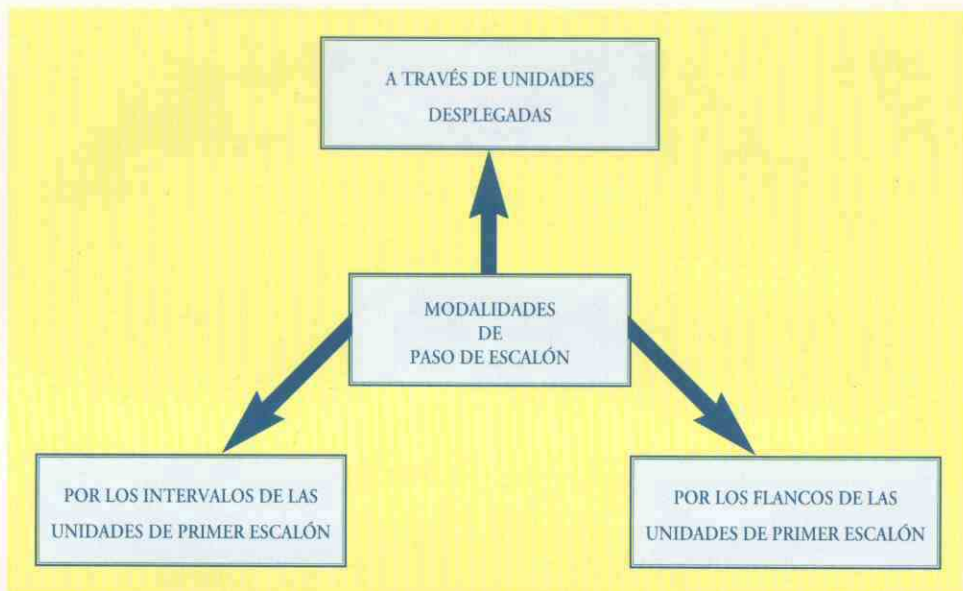 A TRAVÉS DE UNIDADES
DESPLEGADAS
MODALIDADES
DE
PASO DE ESCALÓN
POR LOS INTERVALOS DE LAS
UNIDADES DE PRIMER ESCALÓN
POR LOS FLANCOS DE LAS
UNIDADES DE PRIMER ESCALÓN